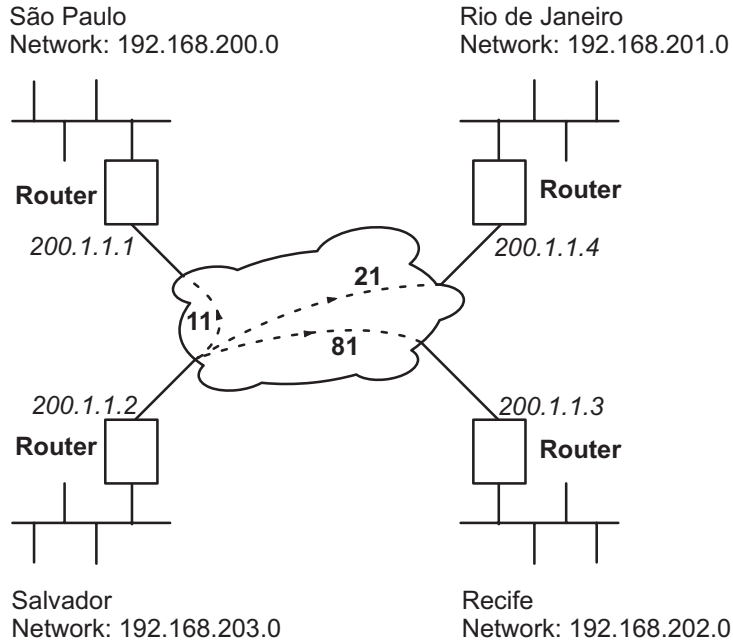 São Paulo
Network: 192.168.200.0
Rio de Janeiro
Network: 192.168.201.0
Router
200.1.1.1
Router
200.1.1.4
21
11
81
200.1.1.2
Router
200.1.1.3
Router
Salvador
Network: 192.168.203.0
Recife
Network: 192.168.202.0